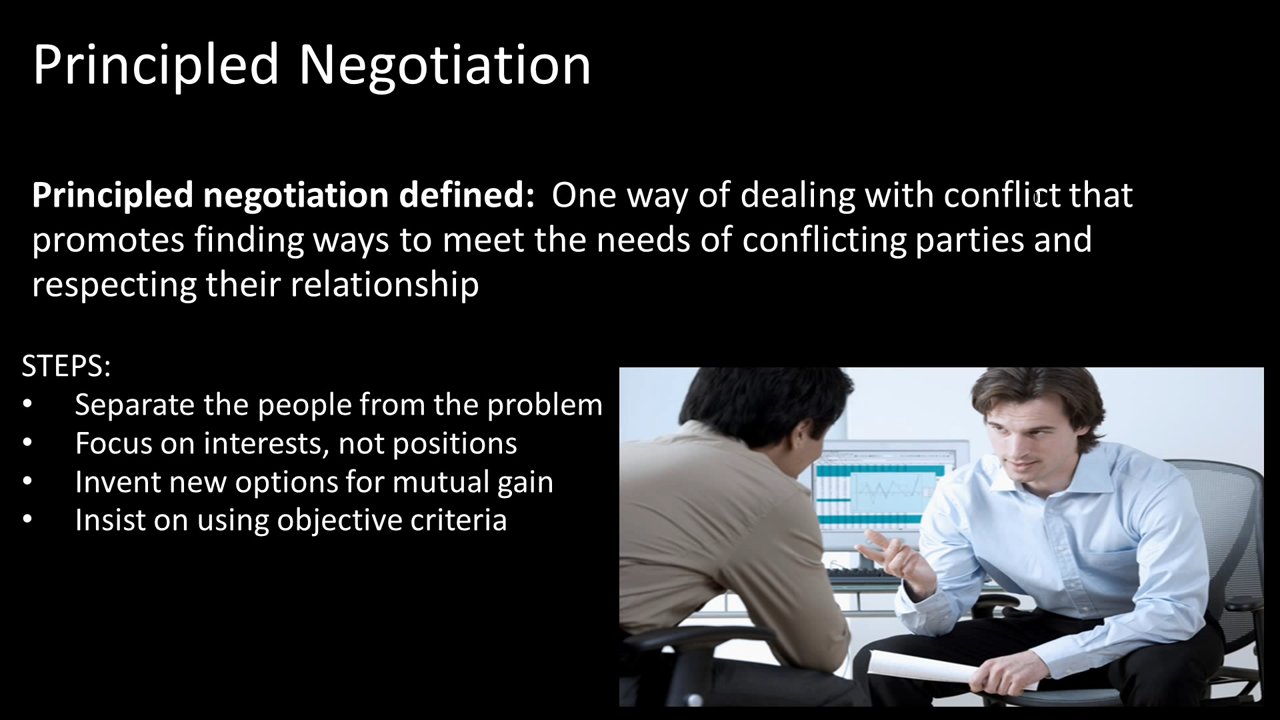 Principled Negotiation
Principled negotiation defined:  One way of dealing with conflict that
promotes finding ways to meet the needs of conflicting parties and
respecting their relationship
STEPS:
• Separate the people from the problem
• Focus on interests, not positions
• Invent new options for mutual gain
• Insist on using objective criteria